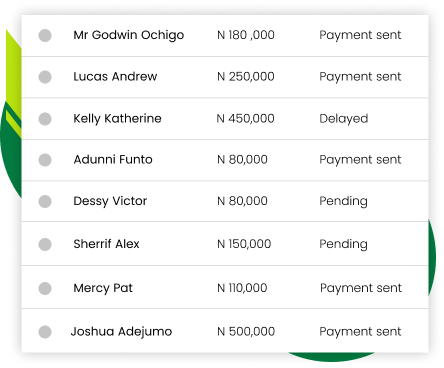 Mr Godwin Ochigo N 180 ,000 Payment sent
Lucas Andrew N 250,000 Payment sent
Kelly Katherine N 450,000 Delayed
Adunni Funto N 80,000 Payment sent
Dessy Victor N 80,000 Pending
Sherrif Alex N 150,000 Pending
Mercy Pat N 110,000 Payment sent
Joshua Adejumo N 500,000 Payment sent